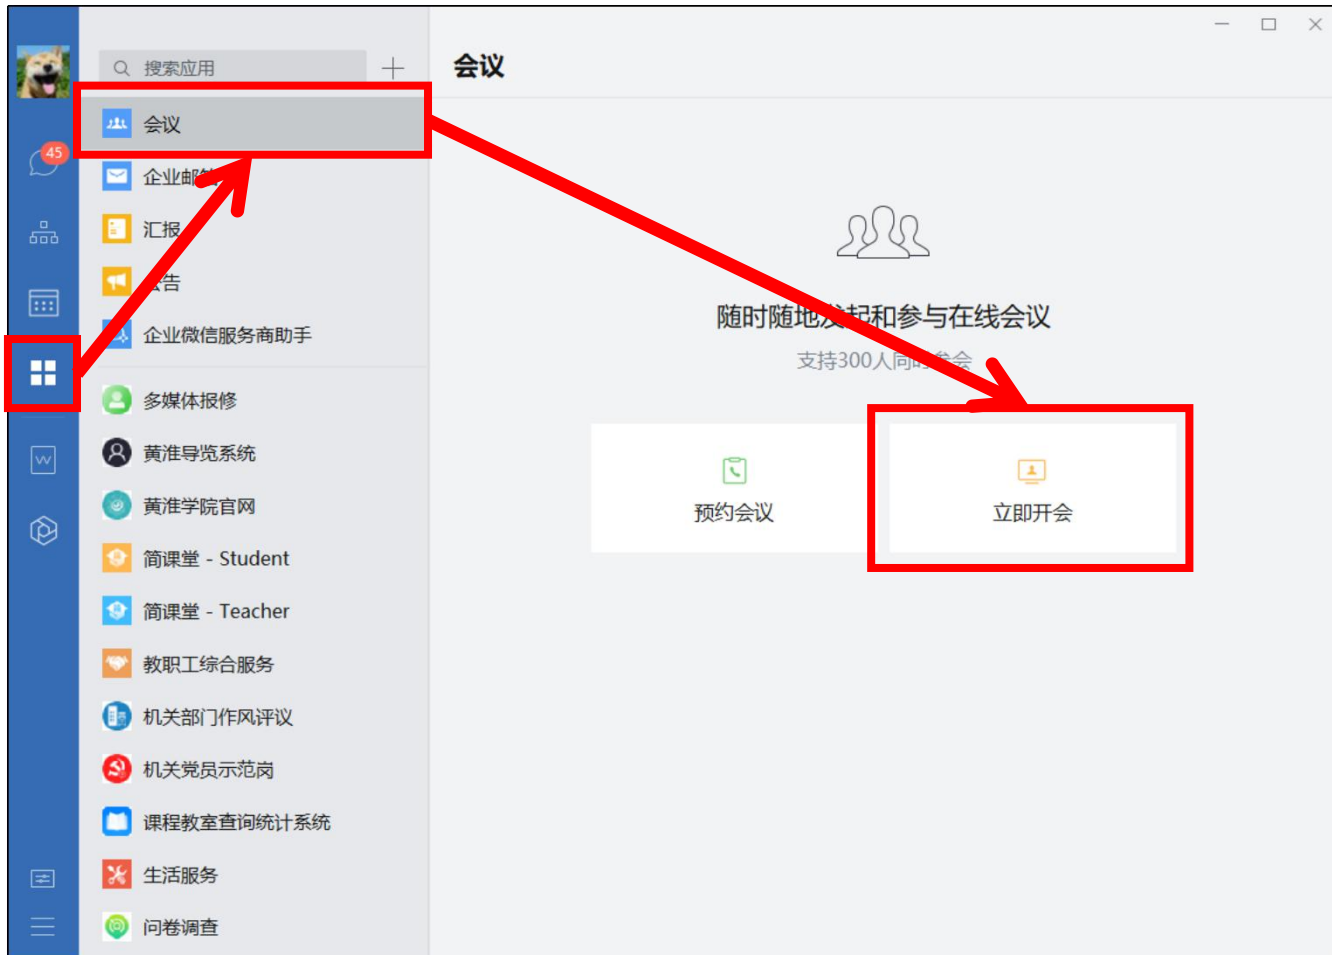 搜索应用
会议
会议
45
企业邮
汇报
公告
企业微信服务商助手
随时随地发起和参与在线会议
支持300人同时参会
多媒体报修
黄淮导览系统
预约会议
立即开会
黄淮学院官网
简课堂 - Student
简课堂 - Teacher
教职工综合服务
机关部门作风评议
机关党员示范岗
课程教室查询统计系统
生活服务
问卷调查